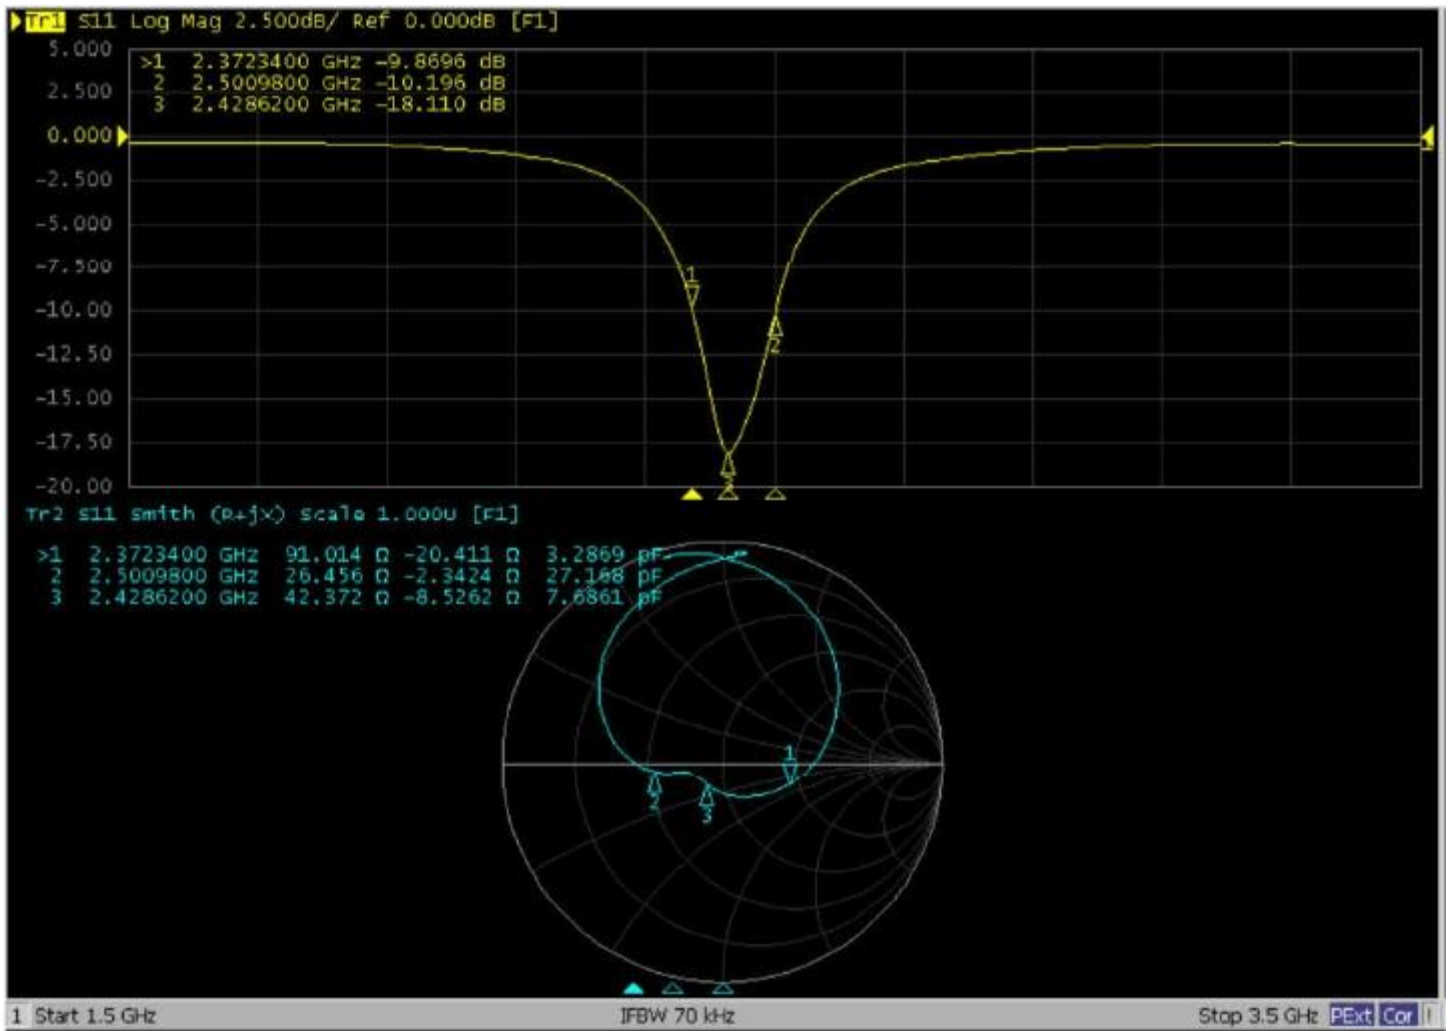 Tr1 S11 Log Mag 2.500dB/ Ref 0.000dB [F1]
5.000
>1 2.3723400 GHz -9.8696 dB
2 2.5009800 GHz -10.196 dB
2.500
3 2.4286200 GHz -18.110 dB
0.000
-2.500
-5.000
-7.500
1
-10.00
2
-12.50
-15.00
-17.50
3
-20.00
Tr2 S11 Smith (R+jX) Scale 1.000U [F1]
>1 2.3723400 GHz 91.014 Ω -20.411 Ω 3.2869 pF
2 2.5009800 GHz 26.456 Ω -2.3424 Ω 27.168 pF
3 2.4286200 GHz 42.372 Ω -8.5262 Ω 7.6861 pF
1
2
3
1 Start 1.5 GHz IFBW 70 kHz Stop 3.5 GHz PExt Cor !